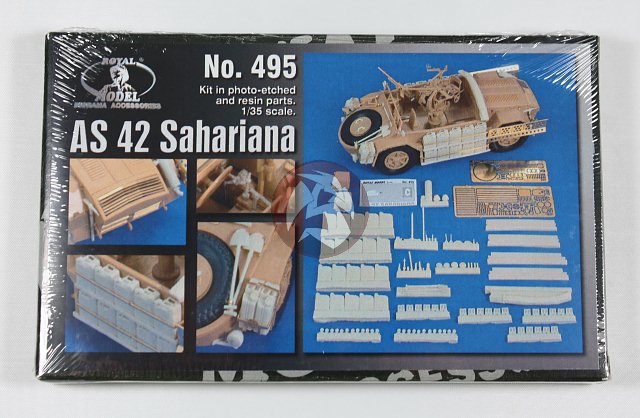 ROYAL
MODEL
No. 495
Kit in photo-etched
and resin parts.
1/35 scale.
AS 42 Sahariana